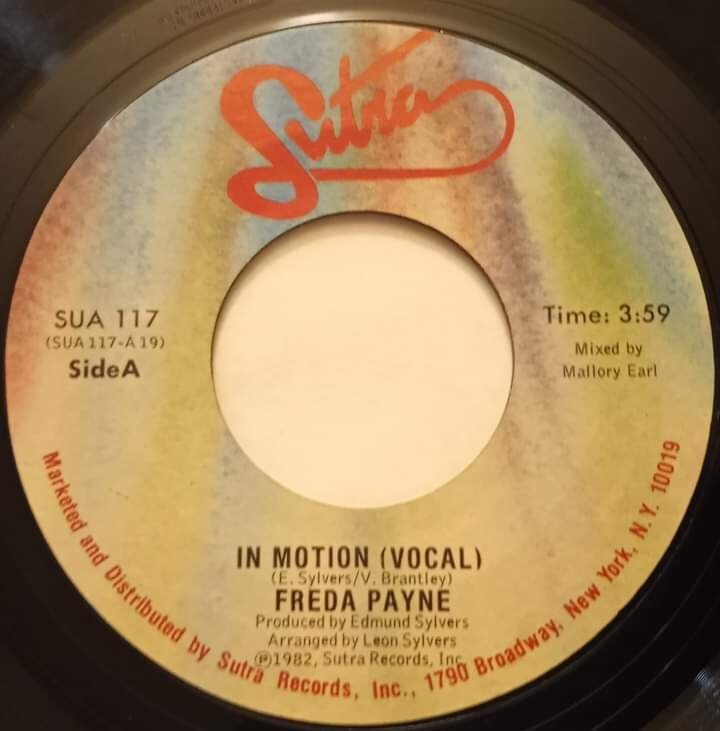 Sutra
SUA 117
(SUA 117-A 19)
SideA
Time: 3:59
Mixed by
Mallory Earl
IN MOTION (VOCAL)
(E. Sylvers/V. Brantley)
FREDA PAYNE
Produced by Edmund Sylvers
Arranged by Leon Sylvers
℗1982, Sutra Records, Inc.
Marketed and Distributed by Sutra Records, Inc., 1790 Broadway, New York, N.Y. 10019